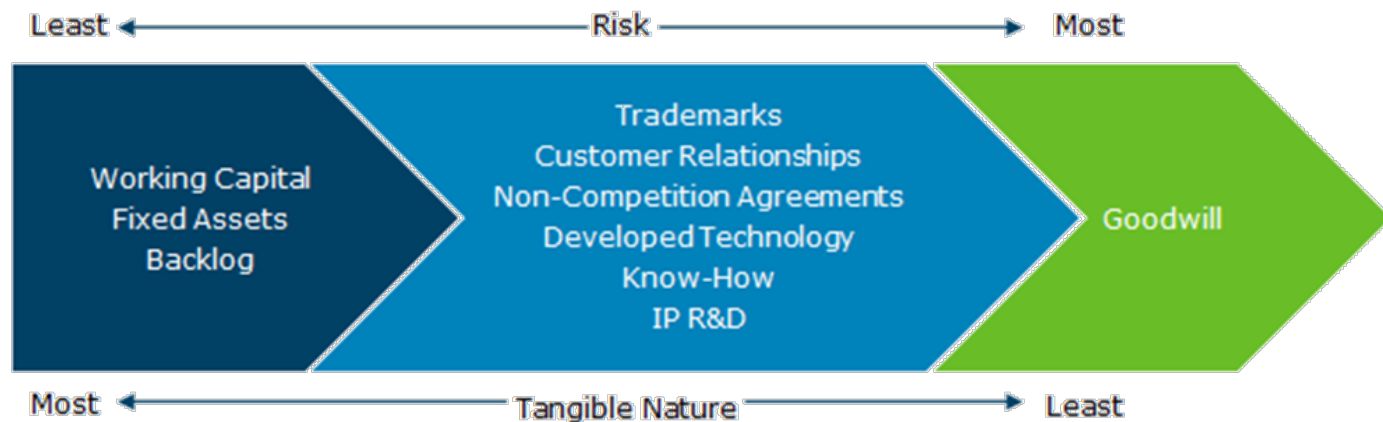 Least Risk Most
Working Capital
Fixed Assets
Backlog
Trademarks
Customer Relationships
Non-Competition Agreements
Developed Technology
Know-How
IP R&D
Goodwill
Most Tangible Nature Least